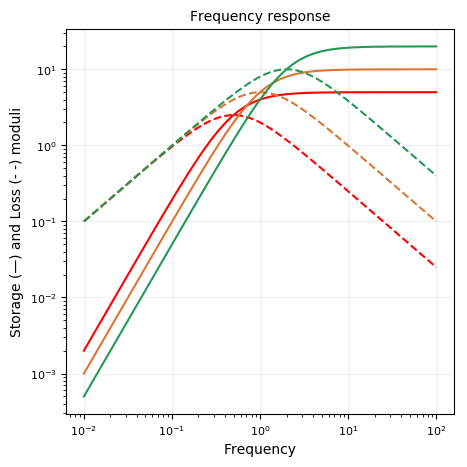 Frequency response
Storage (—) and Loss (- -) moduli
10¹
10⁰
10⁻¹
10⁻²
10⁻³
10⁻² 10⁻¹ 10⁰ 10¹ 10²
Frequency